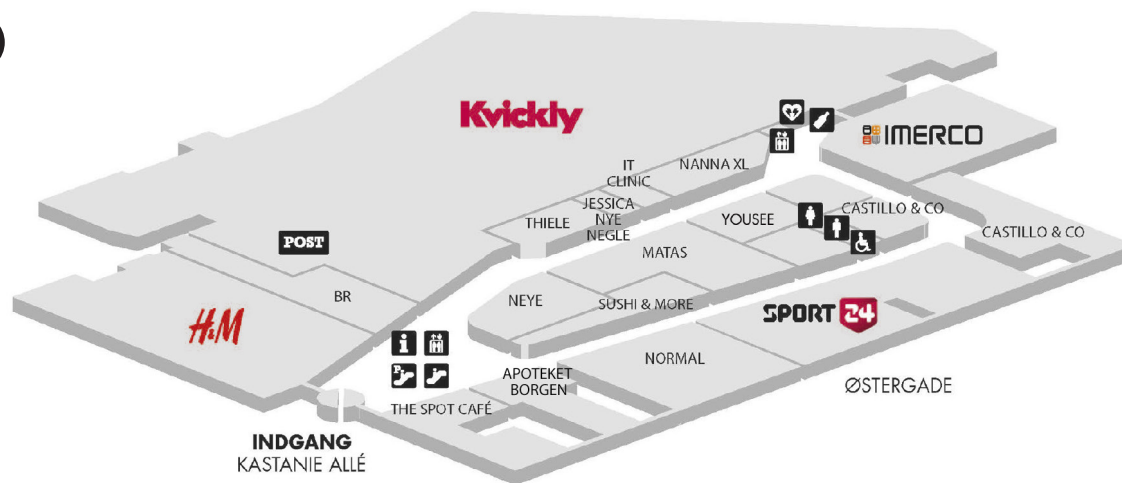 Kvickly
IMERCO
IT
CLINIC
NANNA XL
JESSICA
NYE
NEGLE
THIELE
YOUSEE
CASTILLO & CO
CASTILLO & CO
POST
MATAS
BR
NEYE
SUSHI & MORE
H&M
SPORT 24
i
P
NORMAL
APOTEKET
BORGEN
ØSTERGADE
THE SPOT CAFÉ
INDGANG
KASTANIE ALLÉ